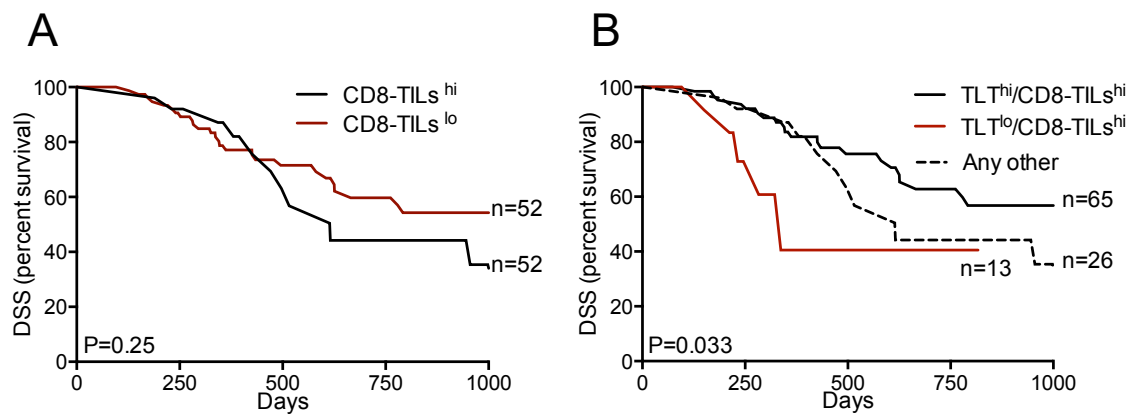 A
DSS (percent survival)
100
80
60
40
20
0
CD8-TILs hi
CD8-TILs lo
n=52
n=52
P=0.25
0 250 500 750 1000
Days
B
DSS (percent survival)
100
80
60
40
20
0
TLThi/CD8-TILshi
TLTlo/CD8-TILshi
Any other
n=65
n=26
n=13
P=0.033
0 250 500 750 1000
Days